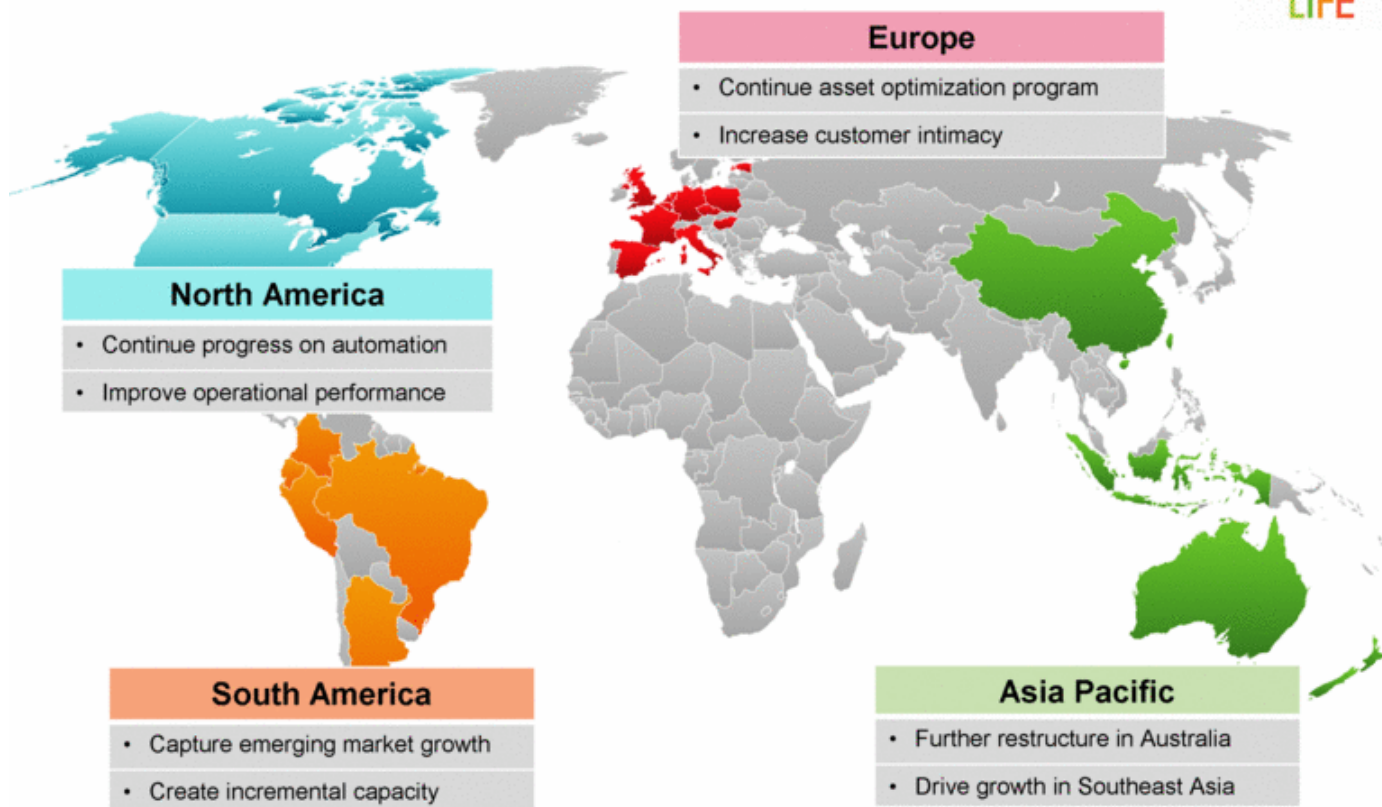 LIFE
Europe
• Continue asset optimization program
• Increase customer intimacy
North America
• Continue progress on automation
• Improve operational performance
South America
• Capture emerging market growth
• Create incremental capacity
Asia Pacific
• Further restructure in Australia
• Drive growth in Southeast Asia